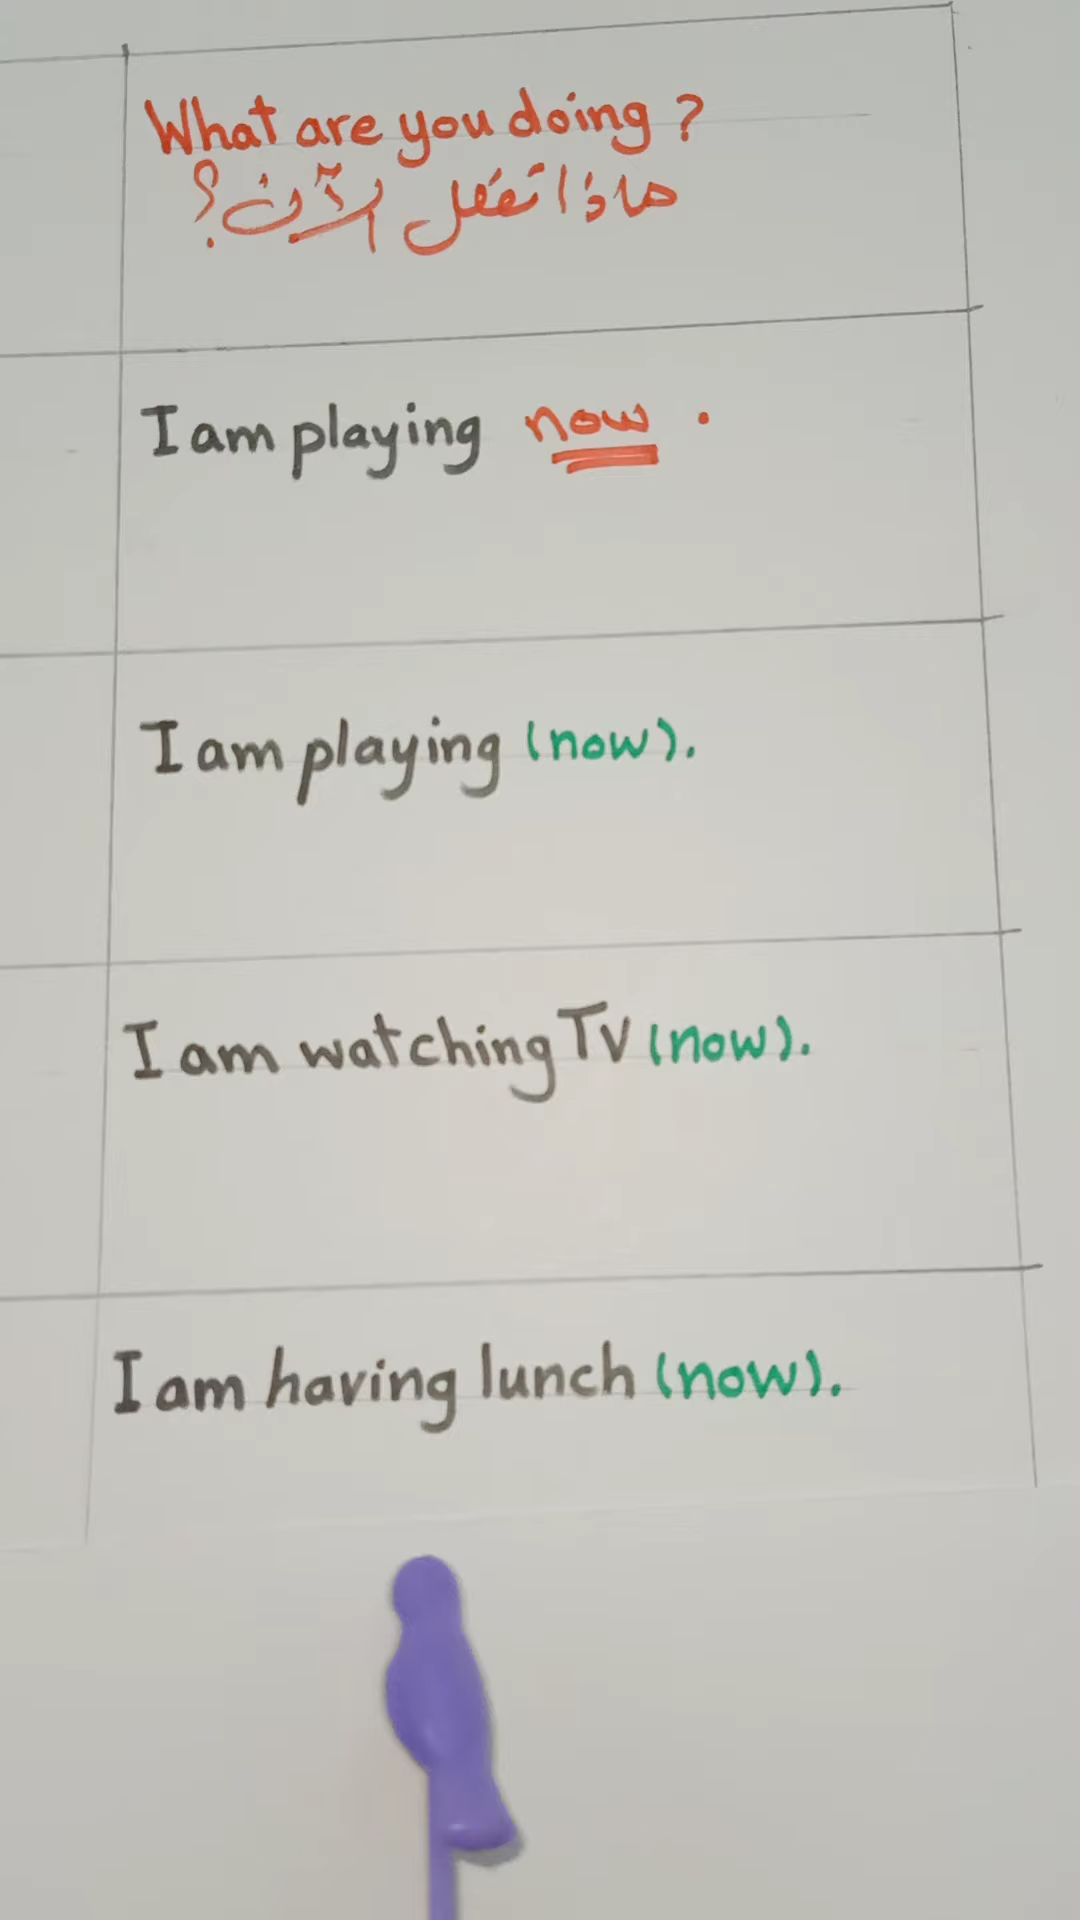 What are you doing ?
ماذا تفعل الآن ؟
I am playing now .
I am playing (now).
I am watching TV (now).
I am having lunch (now).